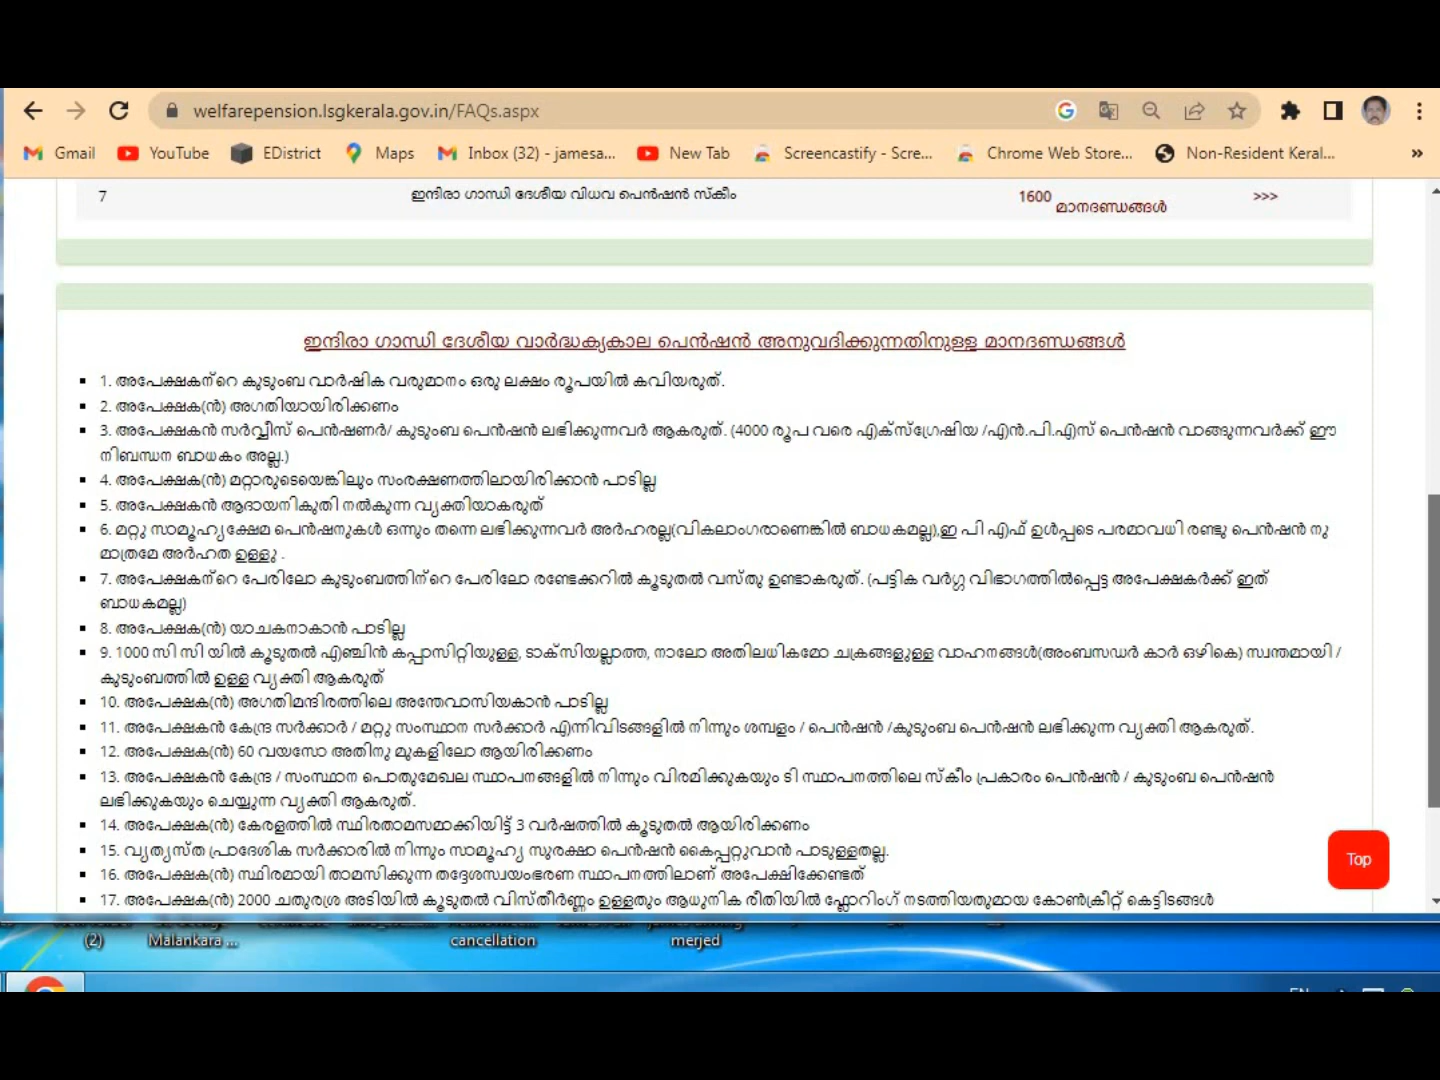 welfarepension.lsgkerala.gov.in/FAQs.aspx
Gmail YouTube EDistrict Maps Inbox (32) - jamesa... New Tab Screencastify - Scre... Chrome Web Store... Non-Resident Keral... »
7 ഇന്ദിരാ ഗാന്ധി ദേശീയ വിധവ പെൻഷൻ സ്കീം 1600 മാനദണ്ഡങ്ങൾ >>>
ഇന്ദിരാ ഗാന്ധി ദേശീയ വാർദ്ധക്യകാല പെൻഷൻ അനുവദിക്കുന്നതിനുള്ള മാനദണ്ഡങ്ങൾ
1. അപേക്ഷകന്റെ കുടുംബ വാർഷിക വരുമാനം ഒരു ലക്ഷം രൂപയിൽ കവിയരുത്.
2. അപേക്ഷക(ൻ) അഗതിയായിരിക്കണം
3. അപേക്ഷകൻ സർവ്വീസ് പെൻഷണർ/ കുടുംബ പെൻഷൻ ലഭിക്കുന്നവർ ആകരുത്. (4000 രൂപ വരെ എക്സ്ഗ്രേഷിയ /എൻ.പി.എസ് പെൻഷൻ വാങ്ങുന്നവർക്ക് ഈ
നിബന്ധന ബാധകം അല്ല.)
4. അപേക്ഷക(ൻ) മറ്റാരുടെയെങ്കിലും സംരക്ഷണത്തിലായിരിക്കാൻ പാടില്ല
5. അപേക്ഷകൻ ആദായനികുതി നൽകുന്ന വ്യക്തിയാകരുത്
6. മറ്റു സാമൂഹ്യക്ഷേമ പെൻഷനുകൾ ഒന്നും തന്നെ ലഭിക്കുന്നവർ അർഹരല്ല(വികലാംഗരാണെങ്കിൽ ബാധകമല്ല),ഇ പി എഫ് ഉൾപ്പടെ പരമാവധി രണ്ടു പെൻഷൻ നു
മാത്രമേ അർഹത ഉള്ളു .
7. അപേക്ഷകന്റെ പേരിലോ കുടുംബത്തിന്റെ പേരിലോ രണ്ടേക്കറിൽ കൂടുതൽ വസ്തു ഉണ്ടാകരുത്. (പട്ടിക വർഗ്ഗ വിഭാഗത്തിൽപ്പെട്ട അപേക്ഷകർക്ക് ഇത്
ബാധകമല്ല)
8. അപേക്ഷക(ൻ) യാചകനാകാൻ പാടില്ല
9. 1000 സി സി യിൽ കൂടുതൽ എഞ്ചിൻ കപ്പാസിറ്റിയുള്ള, ടാക്സിയല്ലാത്ത, നാലോ അതിലധികമോ ചക്രങ്ങളുള്ള വാഹനങ്ങൾ(അംബസഡർ കാർ ഒഴികെ) സ്വന്തമായി /
കുടുംബത്തിൽ ഉള്ള വ്യക്തി ആകരുത്
10. അപേക്ഷക(ൻ) അഗതിമന്ദിരത്തിലെ അന്തേവാസിയകാൻ പാടില്ല
11. അപേക്ഷകൻ കേന്ദ്ര സർക്കാർ / മറ്റു സംസ്ഥാന സർക്കാർ എന്നിവിടങ്ങളിൽ നിന്നും ശമ്പളം / പെൻഷൻ /കുടുംബ പെൻഷൻ ലഭിക്കുന്ന വ്യക്തി ആകരുത്.
12. അപേക്ഷക(ൻ) 60 വയസോ അതിനു മുകളിലോ ആയിരിക്കണം
13. അപേക്ഷകൻ കേന്ദ്ര / സംസ്ഥാന പൊതുമേഖല സ്ഥാപനങ്ങളിൽ നിന്നും വിരമിക്കുകയും ടി സ്ഥാപനത്തിലെ സ്കീം പ്രകാരം പെൻഷൻ / കുടുംബ പെൻഷൻ
ലഭിക്കുകയും ചെയ്യുന്ന വ്യക്തി ആകരുത്.
14. അപേക്ഷക(ൻ) കേരളത്തിൽ സ്ഥിരതാമസമാക്കിയിട്ട് 3 വർഷത്തിൽ കൂടുതൽ ആയിരിക്കണം
15. വ്യത്യസ്ത പ്രാദേശിക സർക്കാരിൽ നിന്നും സാമൂഹ്യ സുരക്ഷാ പെൻഷൻ കൈപ്പറ്റുവാൻ പാടുള്ളതല്ല.
16. അപേക്ഷക(ൻ) സ്ഥിരമായി താമസിക്കുന്ന തദ്ദേശസ്വയംഭരണ സ്ഥാപനത്തിലാണ് അപേക്ഷിക്കേണ്ടത്
17. അപേക്ഷക(ൻ) 2000 ചതുരശ്ര അടിയിൽ കൂടുതൽ വിസ്തീർണ്ണം ഉള്ളതും ആധുനിക രീതിയിൽ ഫ്ലോറിംഗ് നടത്തിയതുമായ കോൺക്രീറ്റ് കെട്ടിടങ്ങൾ
Top
(2) Malankara ... cancellation merjed